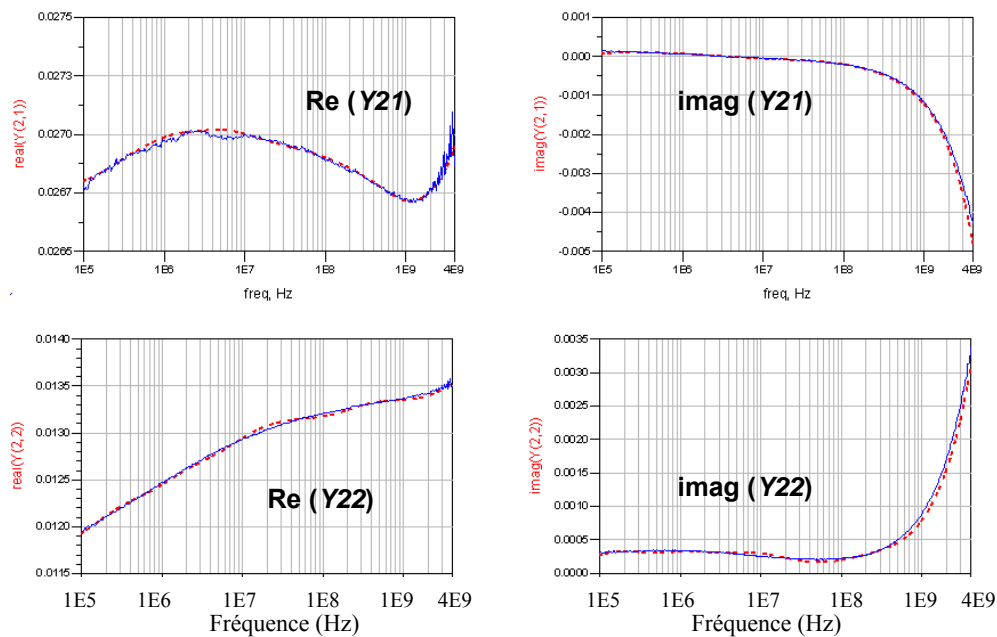 0.0275
0.0273
0.0270
0.0267
0.0265
real(Y(2,1))
Re (Y21)
1E5 1E6 1E7 1E8 1E9 4E9
freq, Hz
0.001
0.000
-0.001
-0.002
-0.003
-0.004
-0.005
imag(Y(2,1))
imag (Y21)
1E5 1E6 1E7 1E8 1E9 4E9
freq, Hz
0.0140
0.0135
0.0130
0.0125
0.0120
0.0115
real(Y(2,2))
Re (Y22)
1E5 1E6 1E7 1E8 1E9 4E9
Fréquence (Hz)
0.0035
0.0030
0.0025
0.0020
0.0015
0.0010
0.0005
0.0000
imag(Y(2,2))
imag (Y22)
1E5 1E6 1E7 1E8 1E9 4E9
Fréquence (Hz)